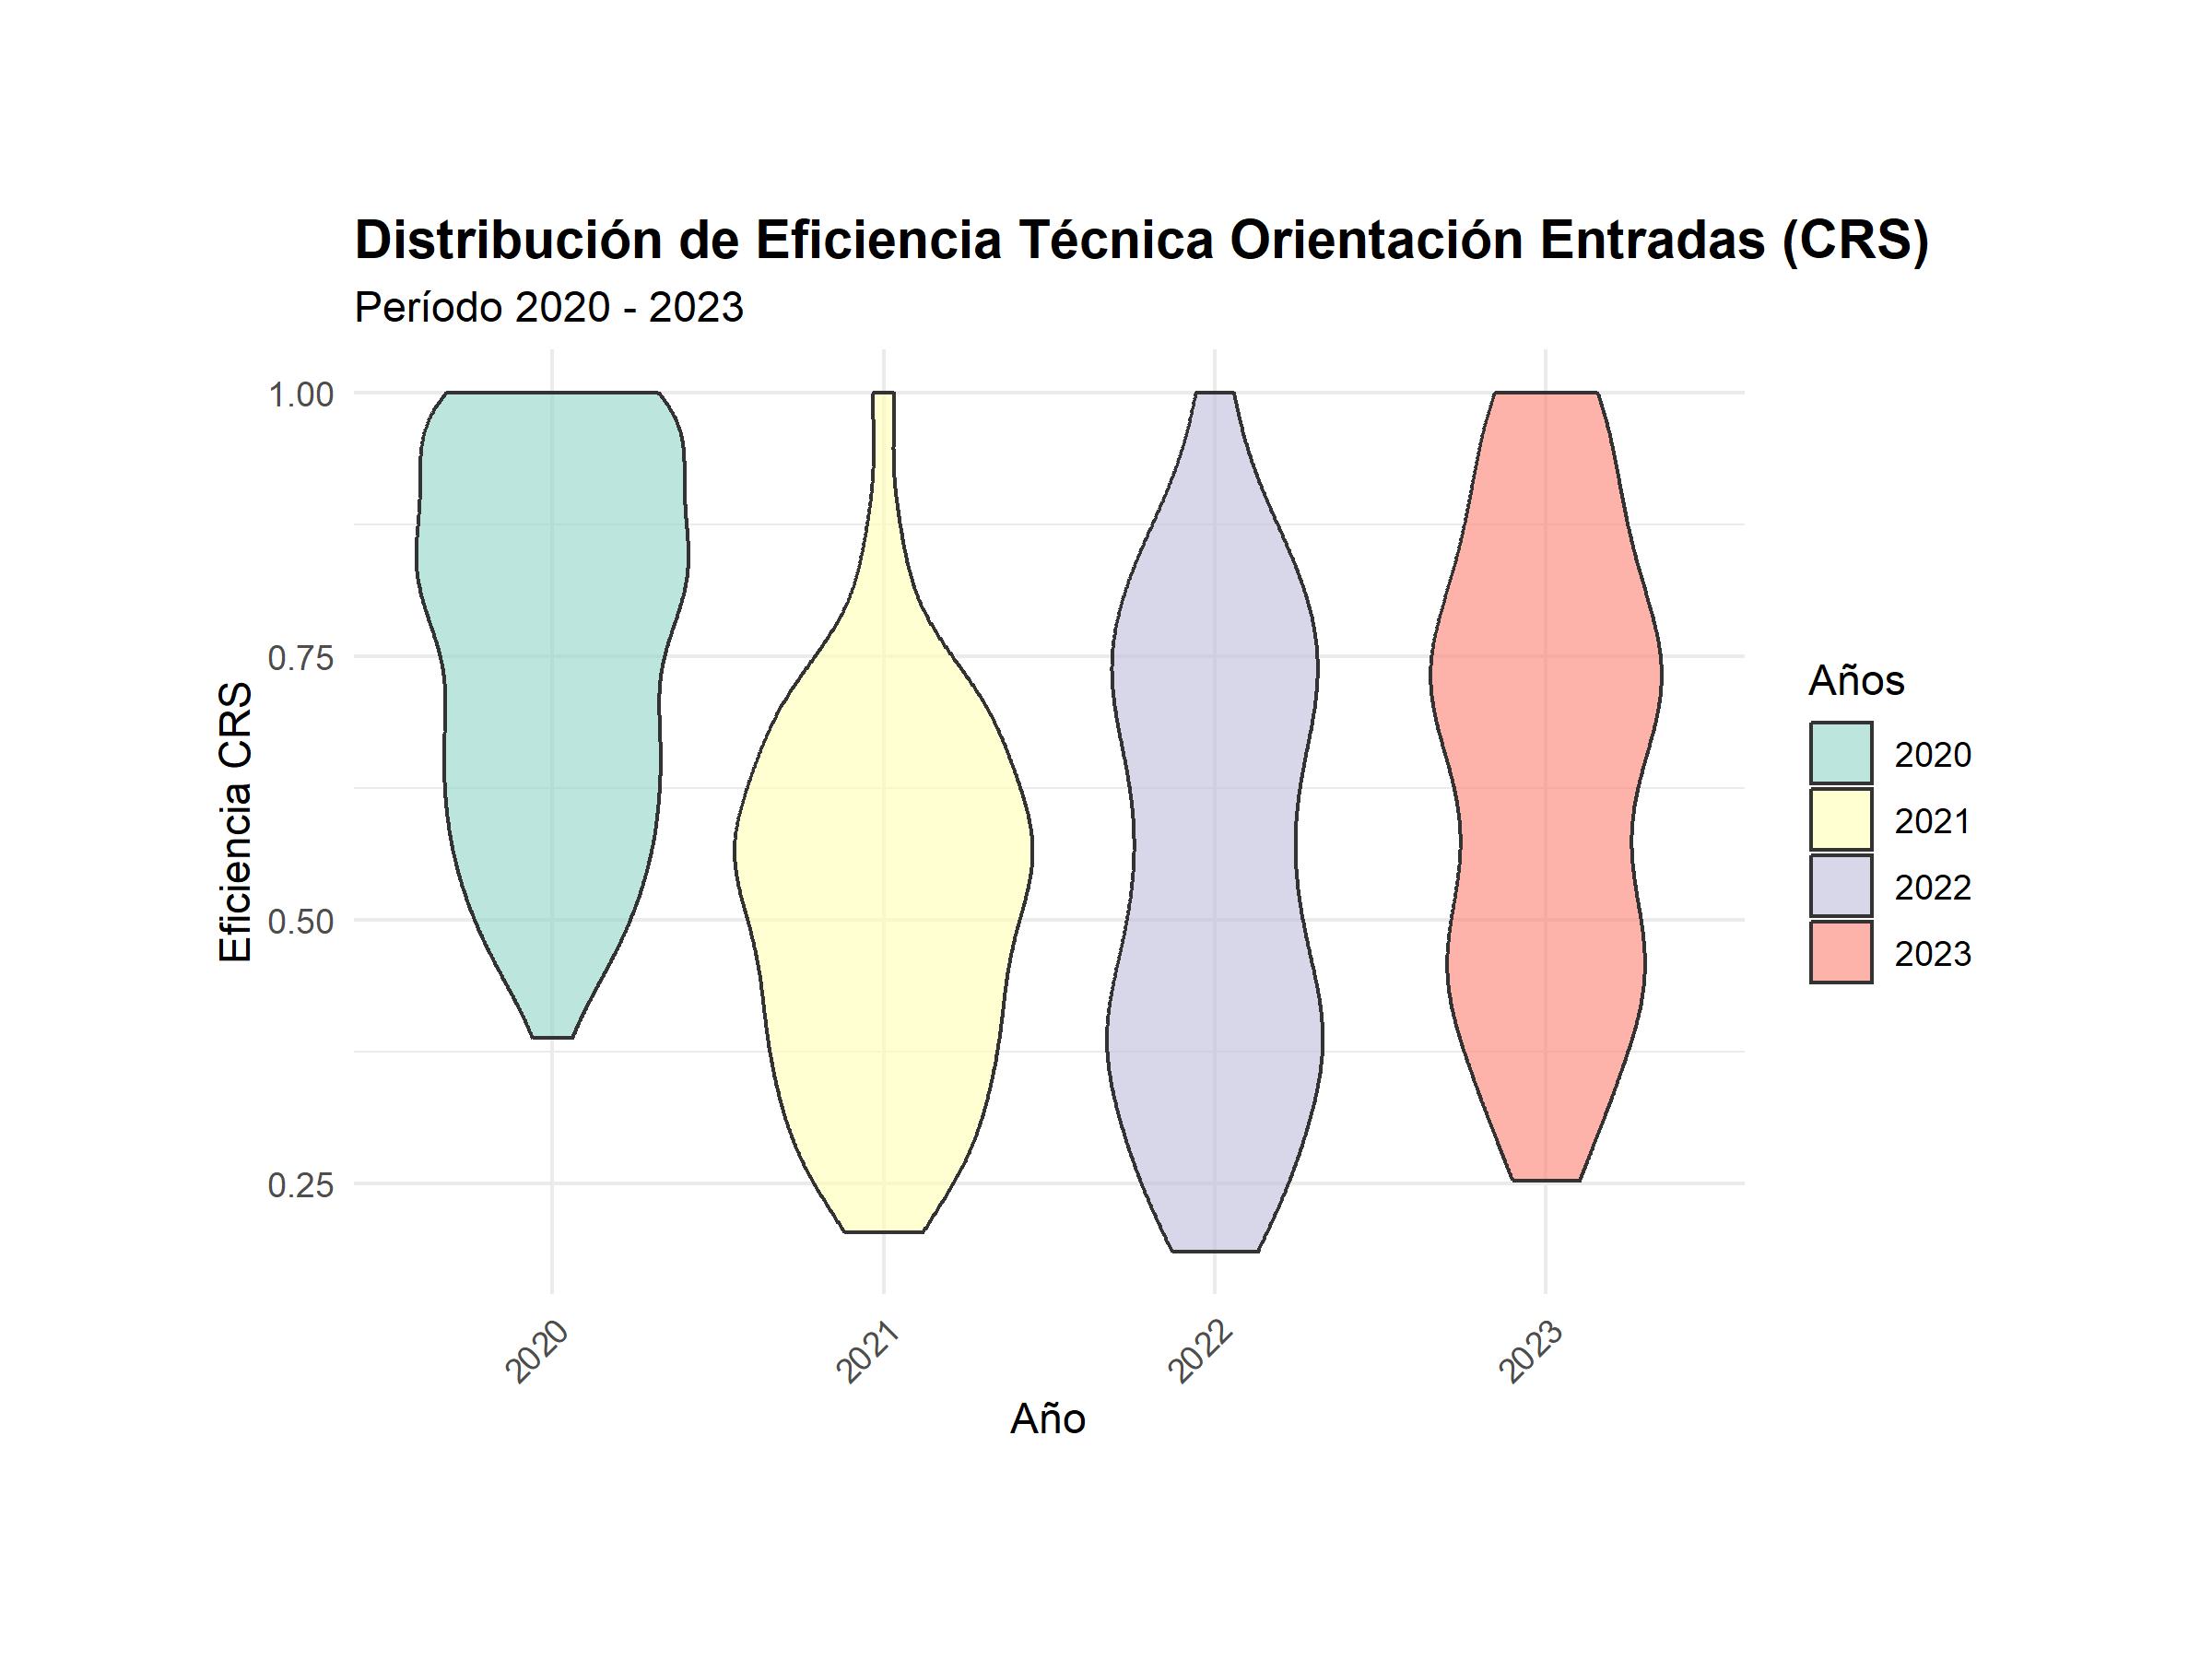 Distribución de Eficiencia Técnica Orientación Entradas (CRS)
Período 2020 - 2023
1.00
0.75
0.50
0.25
Eficiencia CRS
2020
2021
2022
2023
Año
Años
2020
2021
2022
2023